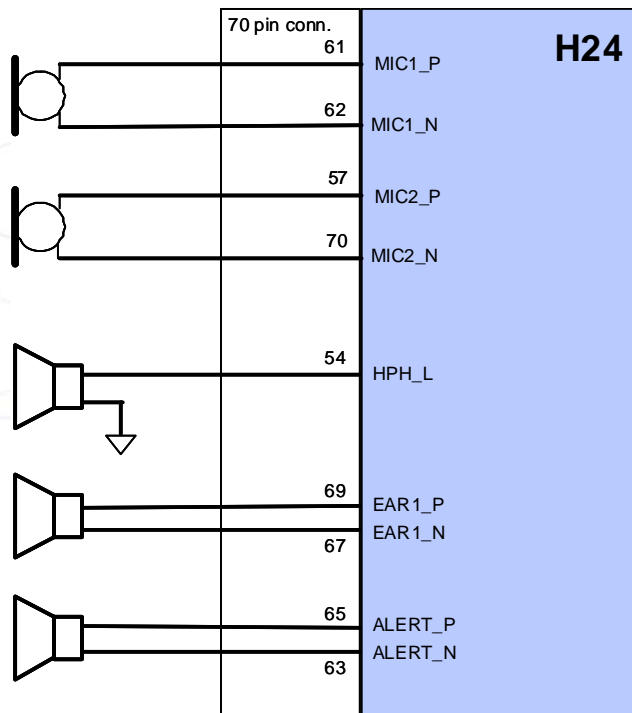 70 pin conn.
H24
61
MIC1_P
62
MIC1_N
57
MIC2_P
70
MIC2_N
54
HPH_L
69
EAR1_P
EAR1_N
67
65
ALERT_P
ALERT_N
63